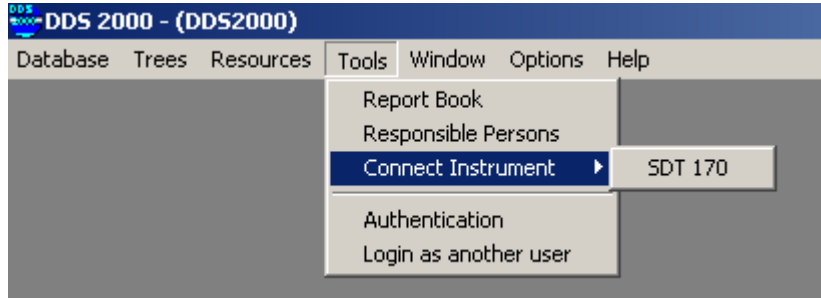 DDS 2000 - (DDS2000)
Database Trees Resources Tools Window Options Help
Report Book
Responsible Persons
Connect Instrument SDT 170
Authentication
Login as another user